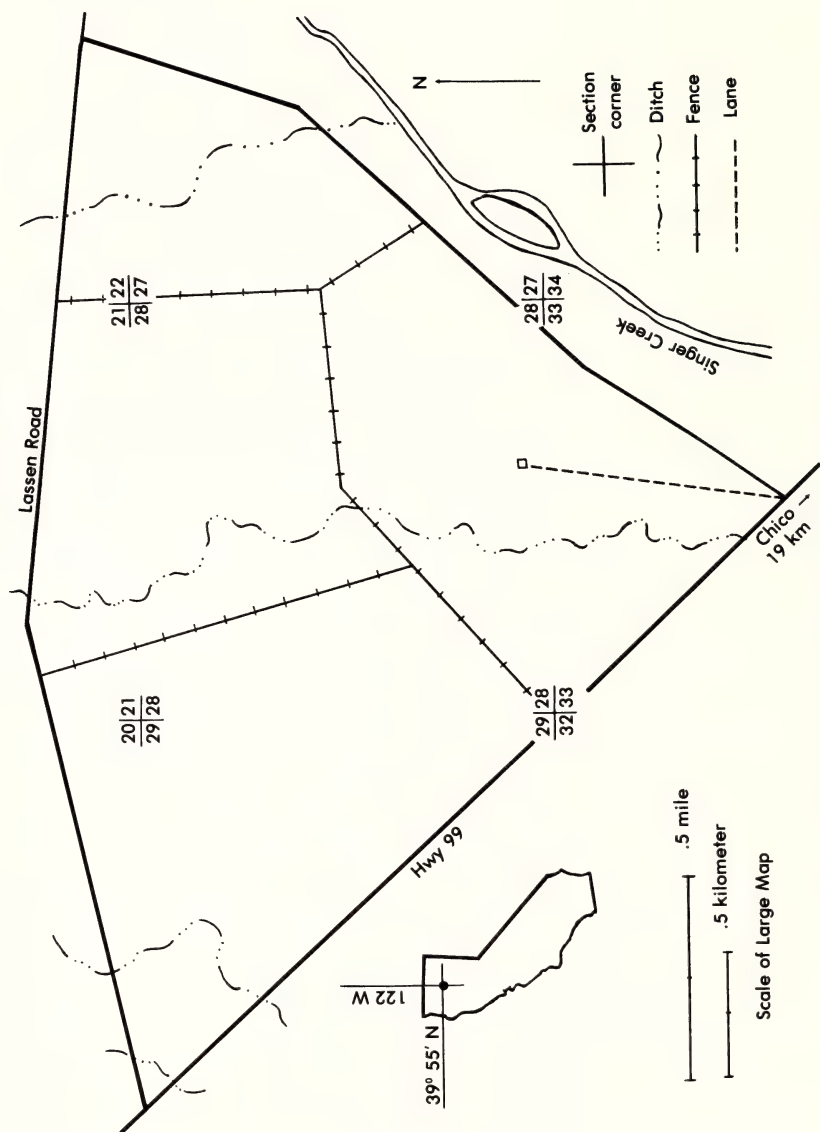 Lassen Road
21|22
28|27
20|21
29|28
28|27
33|34
29|28
32|33
Singer Creek
Hwy 99
Chico →
19 km
N
Section
corner
Ditch
Fence
Lane
122 W
39° 55' N
.5 mile
.5 kilometer
Scale of Large Map